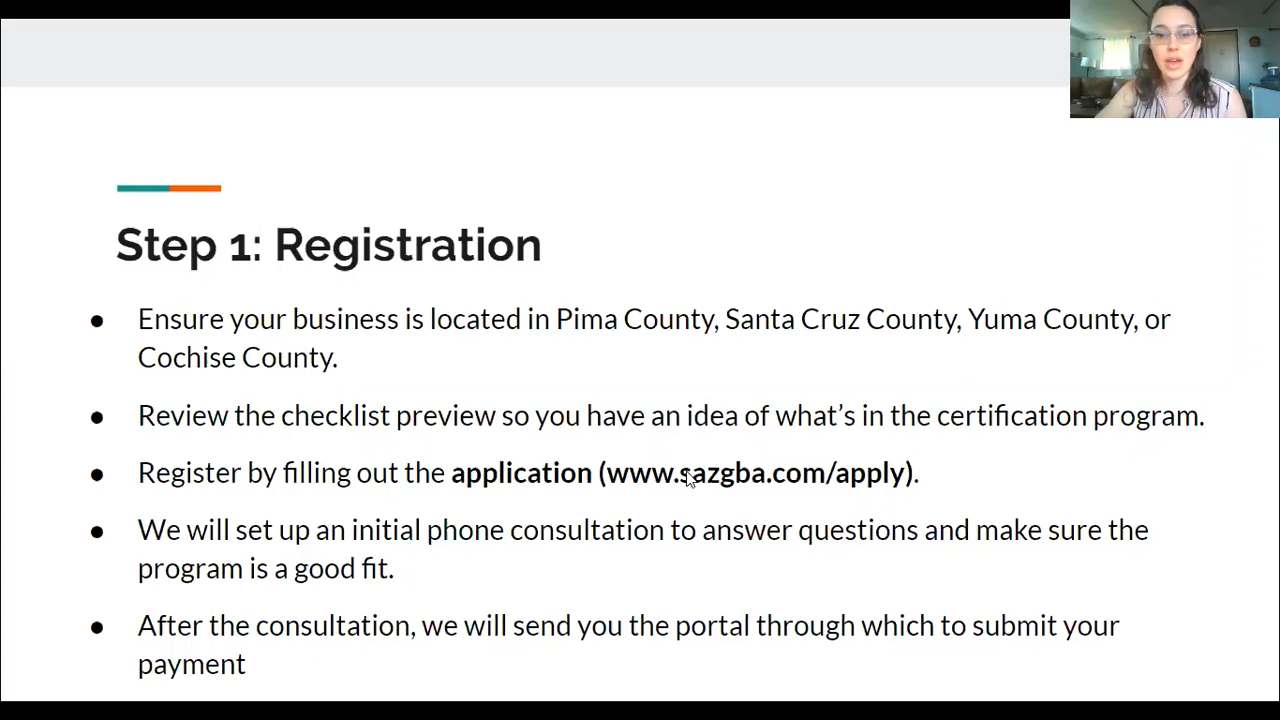 Step 1: Registration
● Ensure your business is located in Pima County, Santa Cruz County, Yuma County, or
Cochise County.
● Review the checklist preview so you have an idea of what’s in the certification program.
● Register by filling out the application (www.sazgba.com/apply).
● We will set up an initial phone consultation to answer questions and make sure the
program is a good fit.
● After the consultation, we will send you the portal through which to submit your
payment